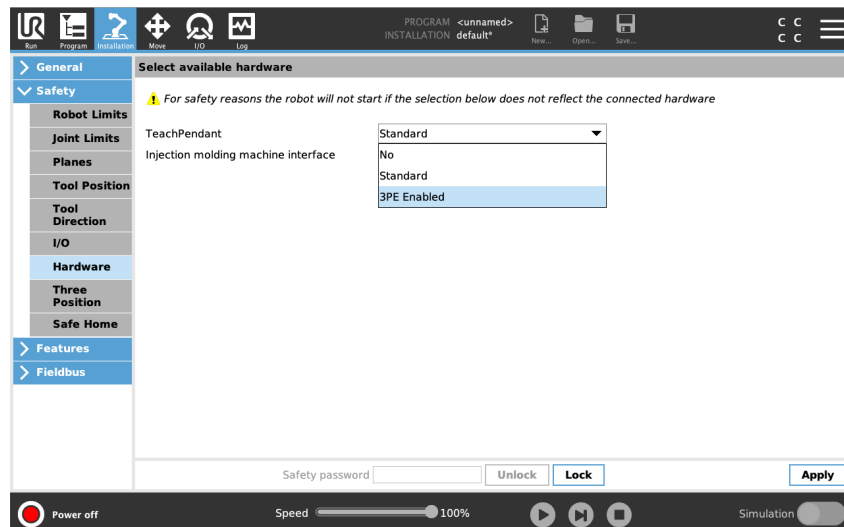 UR
PROGRAM <unnamed>
INSTALLATION default*
C C
C C
Run Program Installation Move I/O Log New... Open... Save...
General
Safety
Robot Limits
Joint Limits
Planes
Tool Position
Tool
Direction
I/O
Hardware
Three
Position
Safe Home
Features
Fieldbus
Select available hardware
For safety reasons the robot will not start if the selection below does not reflect the connected hardware
TeachPendant Standard
Injection molding machine interface No
Standard
3PE Enabled
Safety password Unlock Lock Apply
Power off Speed 100% Simulation